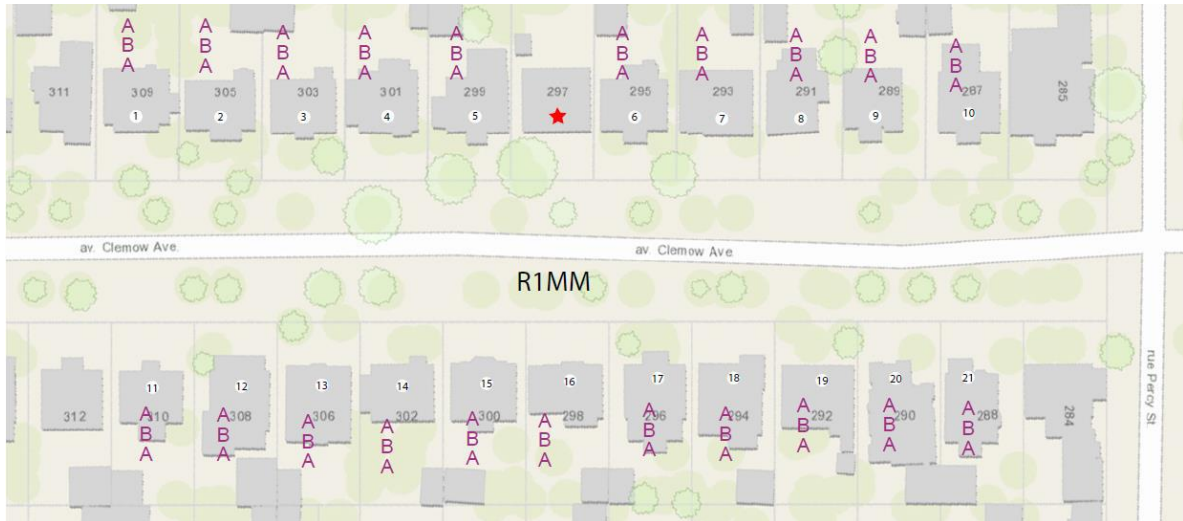 A A A A A A A A A A
B B B B B B B B B B
A A A A A A A A A A
311 309 305 303 301 299 297 295 293 291 289 287 285
1 2 3 4 5 6 7 8 9 10
av. Clemow Ave. av. Clemow Ave
R1MM
rue Percy St
11 12 13 14 15 16 17 18 19 20 21
312 310 308 306 302 300 298 296 294 292 290 288 284
A A A A A A A A A A A
B B B B B B B B B B B
A A A A A A A A A A A